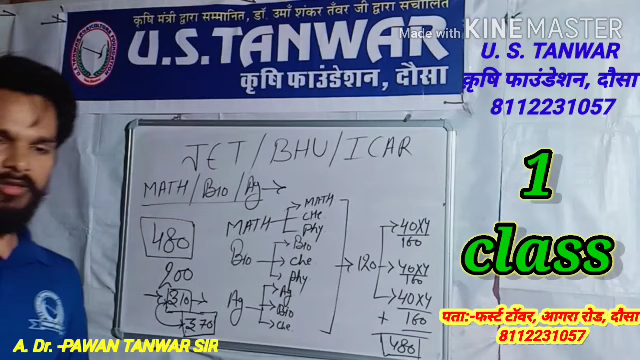 कृषि मंत्री द्वारा सम्मानित, डॉ. उमाँ शंकर तँवर जी द्वारा संचालित
U.S.TANWAR
कृषि फाउंडेशन, दौसा
Made with KINEMASTER
U. S. TANWAR
कृषि फाउंडेशन, दौसा
8112231057
1
class
पता:-फर्स्ट टॉवर, आगरा रोड, दौसा
8112231057
JET/BHU/ICAR
MATH/BIO/Ag
480
200
310
370
MATH
MATH
CHE
Phy
BIO
BIO
Che
Phy
Ag
Ag
BIO
Che
120
40X4
160
40X4
160
40X4
+ 160
480
A. Dr. -PAWAN TANWAR SIR